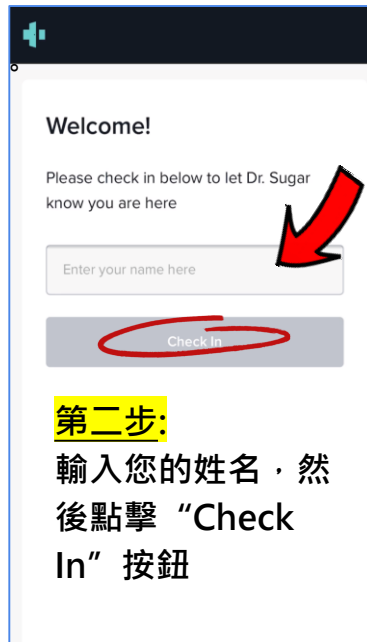 Welcome!
Please check in below to let Dr. Sugar
know you are here
Enter your name here
Check In
第二步:
輸入您的姓名，然
後點擊“Check
In”按鈕